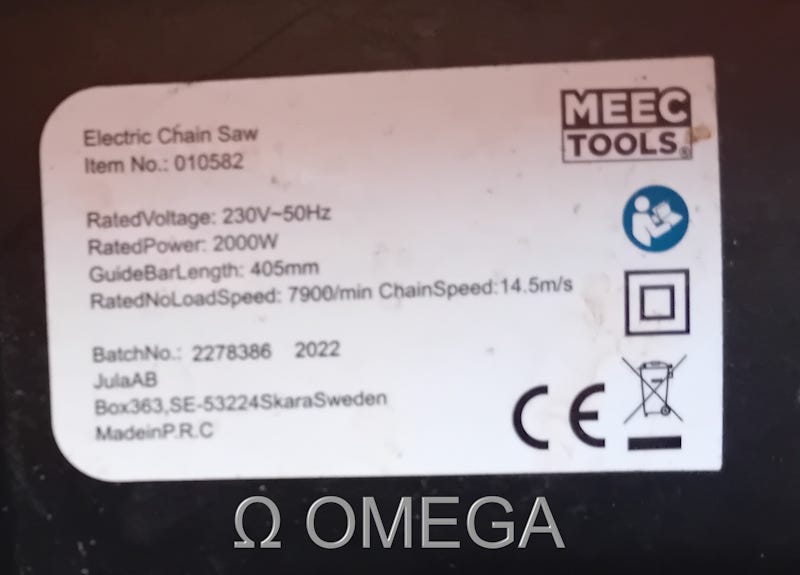 MEEC
TOOLS®
Electric Chain Saw
Item No.: 010582
RatedVoltage: 230V~50Hz
RatedPower: 2000W
GuideBarLength: 405mm
RatedNoLoadSpeed: 7900/min ChainSpeed:14.5m/s
BatchNo.: 2278386 2022
JulaAB
Box363,SE-53224SkaraSweden
MadeinP.R.C
CE
Ω OMEGA